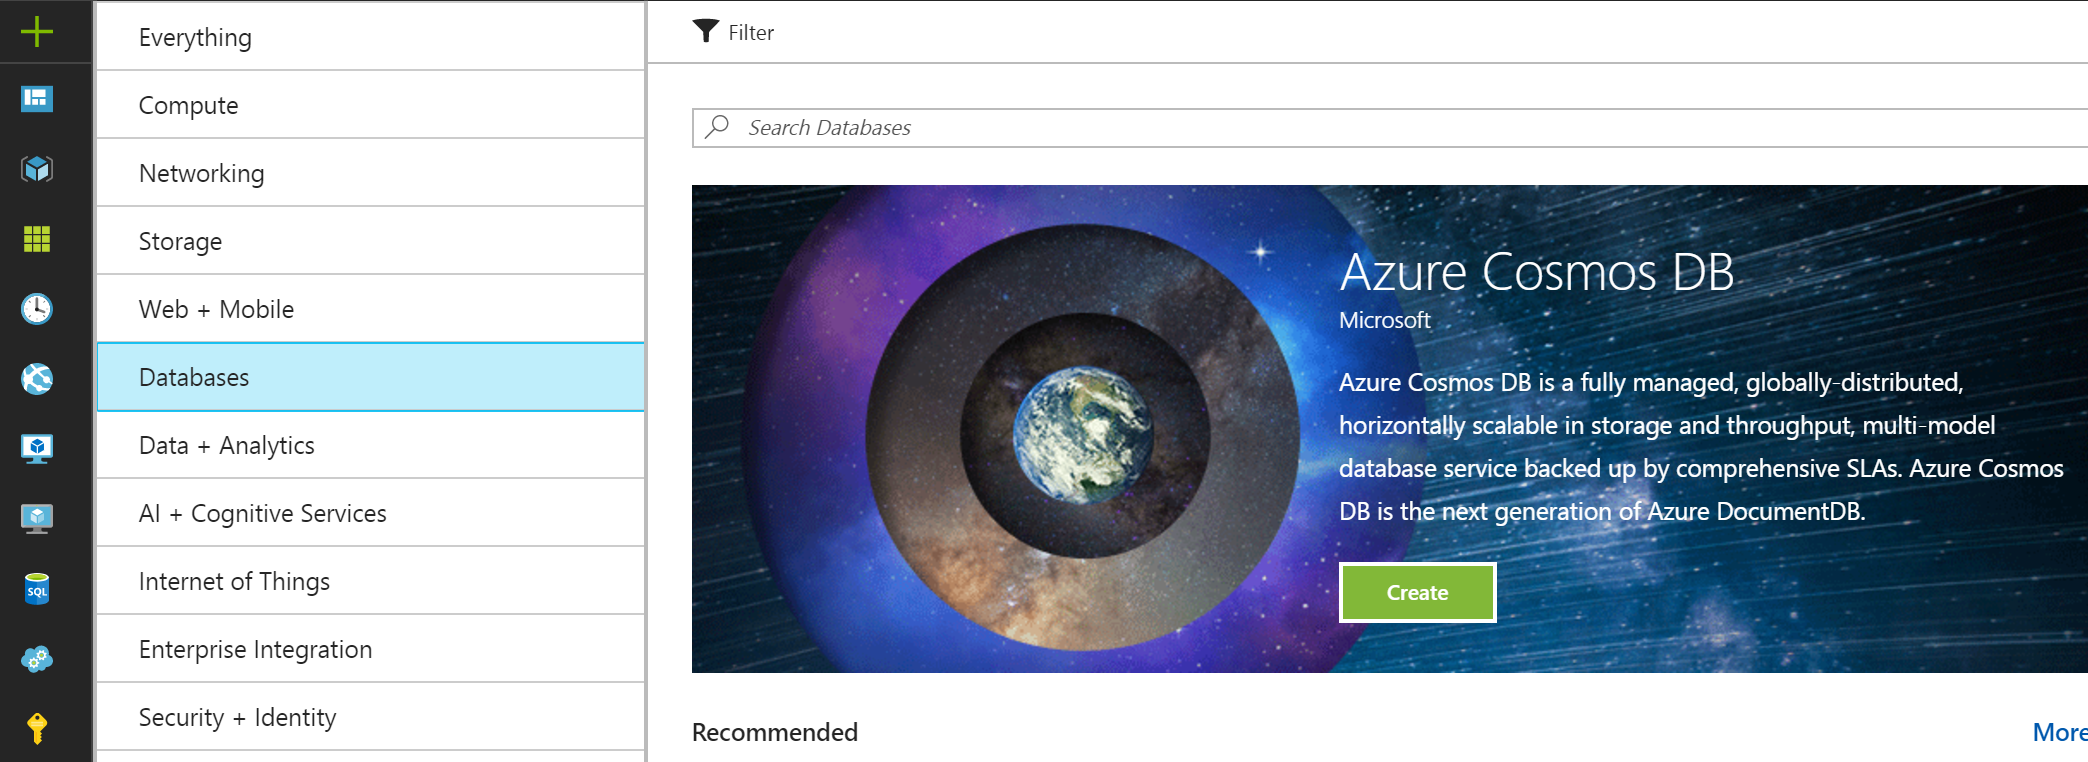 Everything
Compute
Networking
Storage
Web + Mobile
Databases
Data + Analytics
AI + Cognitive Services
Internet of Things
Enterprise Integration
Security + Identity
SQL
Filter
Search Databases
Azure Cosmos DB
Microsoft
Azure Cosmos DB is a fully managed, globally-distributed,
horizontally scalable in storage and throughput, multi-model
database service backed up by comprehensive SLAs. Azure Cosmos
DB is the next generation of Azure DocumentDB.
Create
Recommended
More